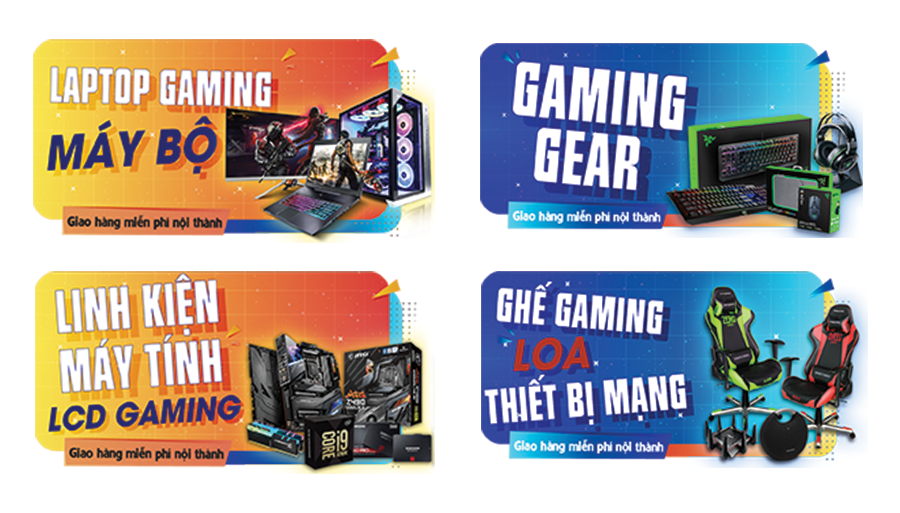 LAPTOP GAMING
MÁY BỘ
Giao hàng miễn phí nội thành
GAMING
GEAR
Giao hàng miễn phí nội thành
LINH KIỆN
MÁY TÍNH
LCD GAMING
CORE i9
Giao hàng miễn phí nội thành
GHẾ GAMING
LOA
THIẾT BỊ MẠNG
Giao hàng miễn phí nội thành